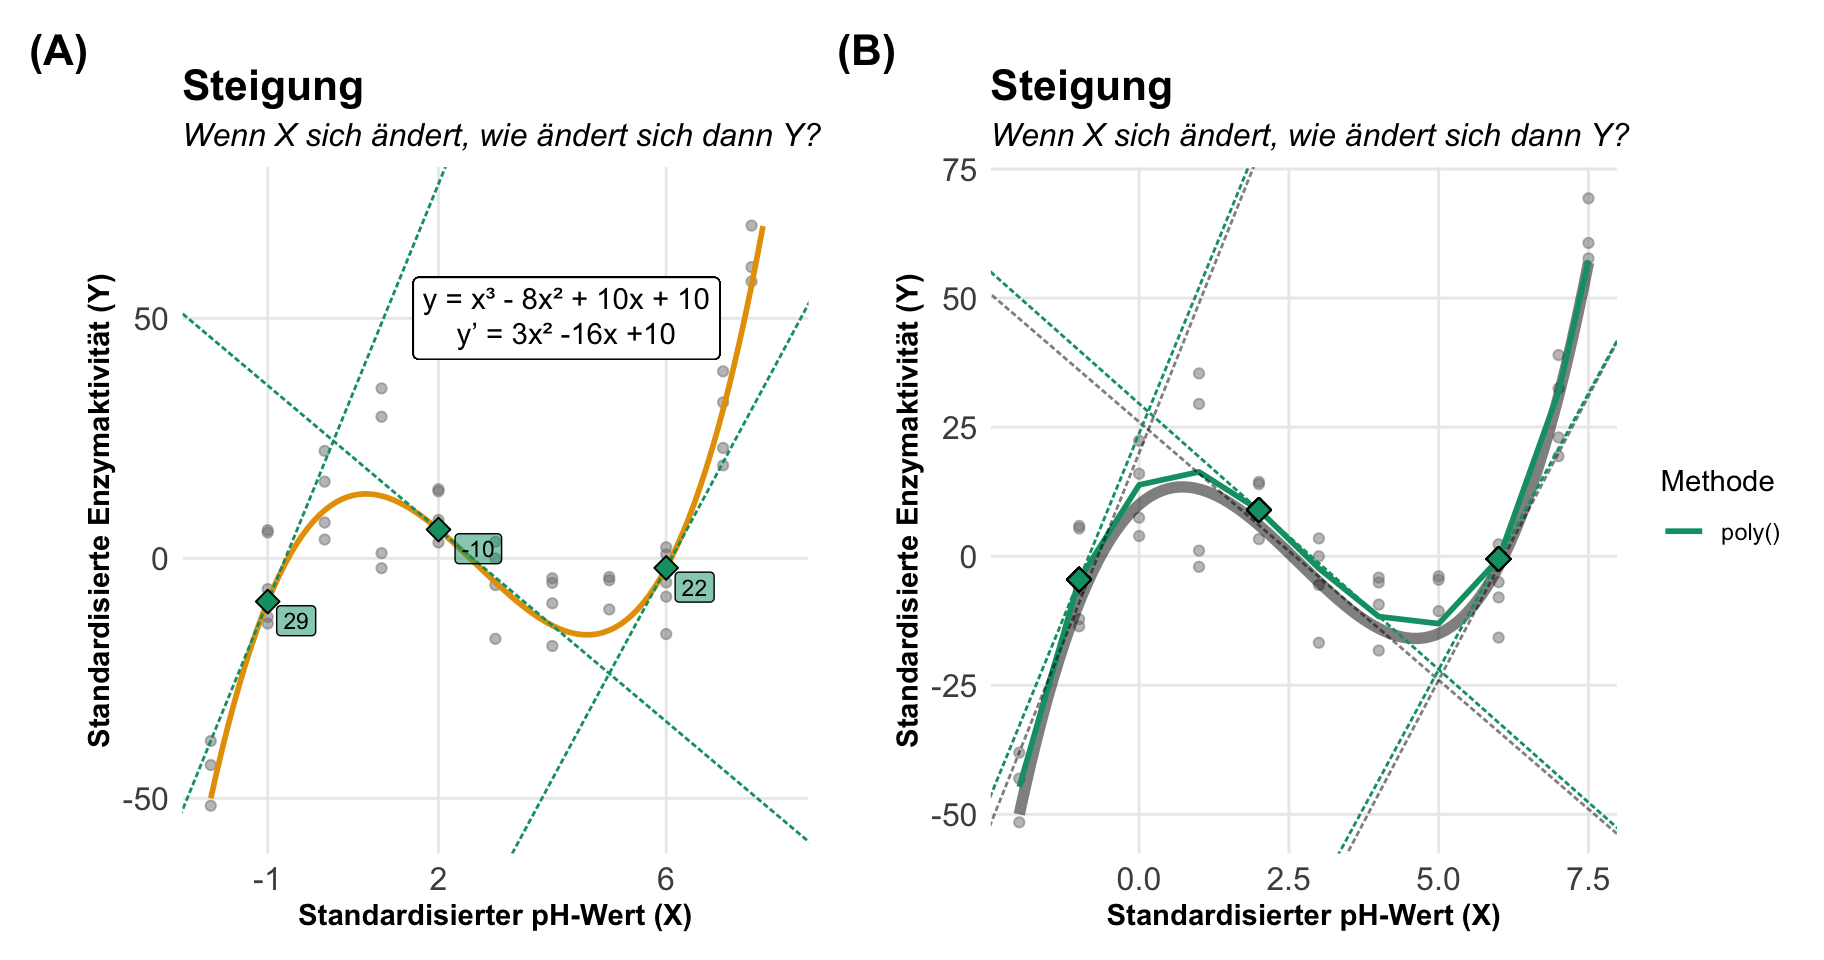 (A)
Steigung
Wenn X sich ändert, wie ändert sich dann Y?
Standardisierte Enzymaktivität (Y)
50
0
-50
y = x³ - 8x² + 10x + 10
y’ = 3x² -16x +10
29
-10
22
-1
2
6
Standardisierter pH-Wert (X)
(B)
Steigung
Wenn X sich ändert, wie ändert sich dann Y?
Standardisierte Enzymaktivität (Y)
75
50
25
0
-25
-50
0.0
2.5
5.0
7.5
Standardisierter pH-Wert (X)
Methode
poly()